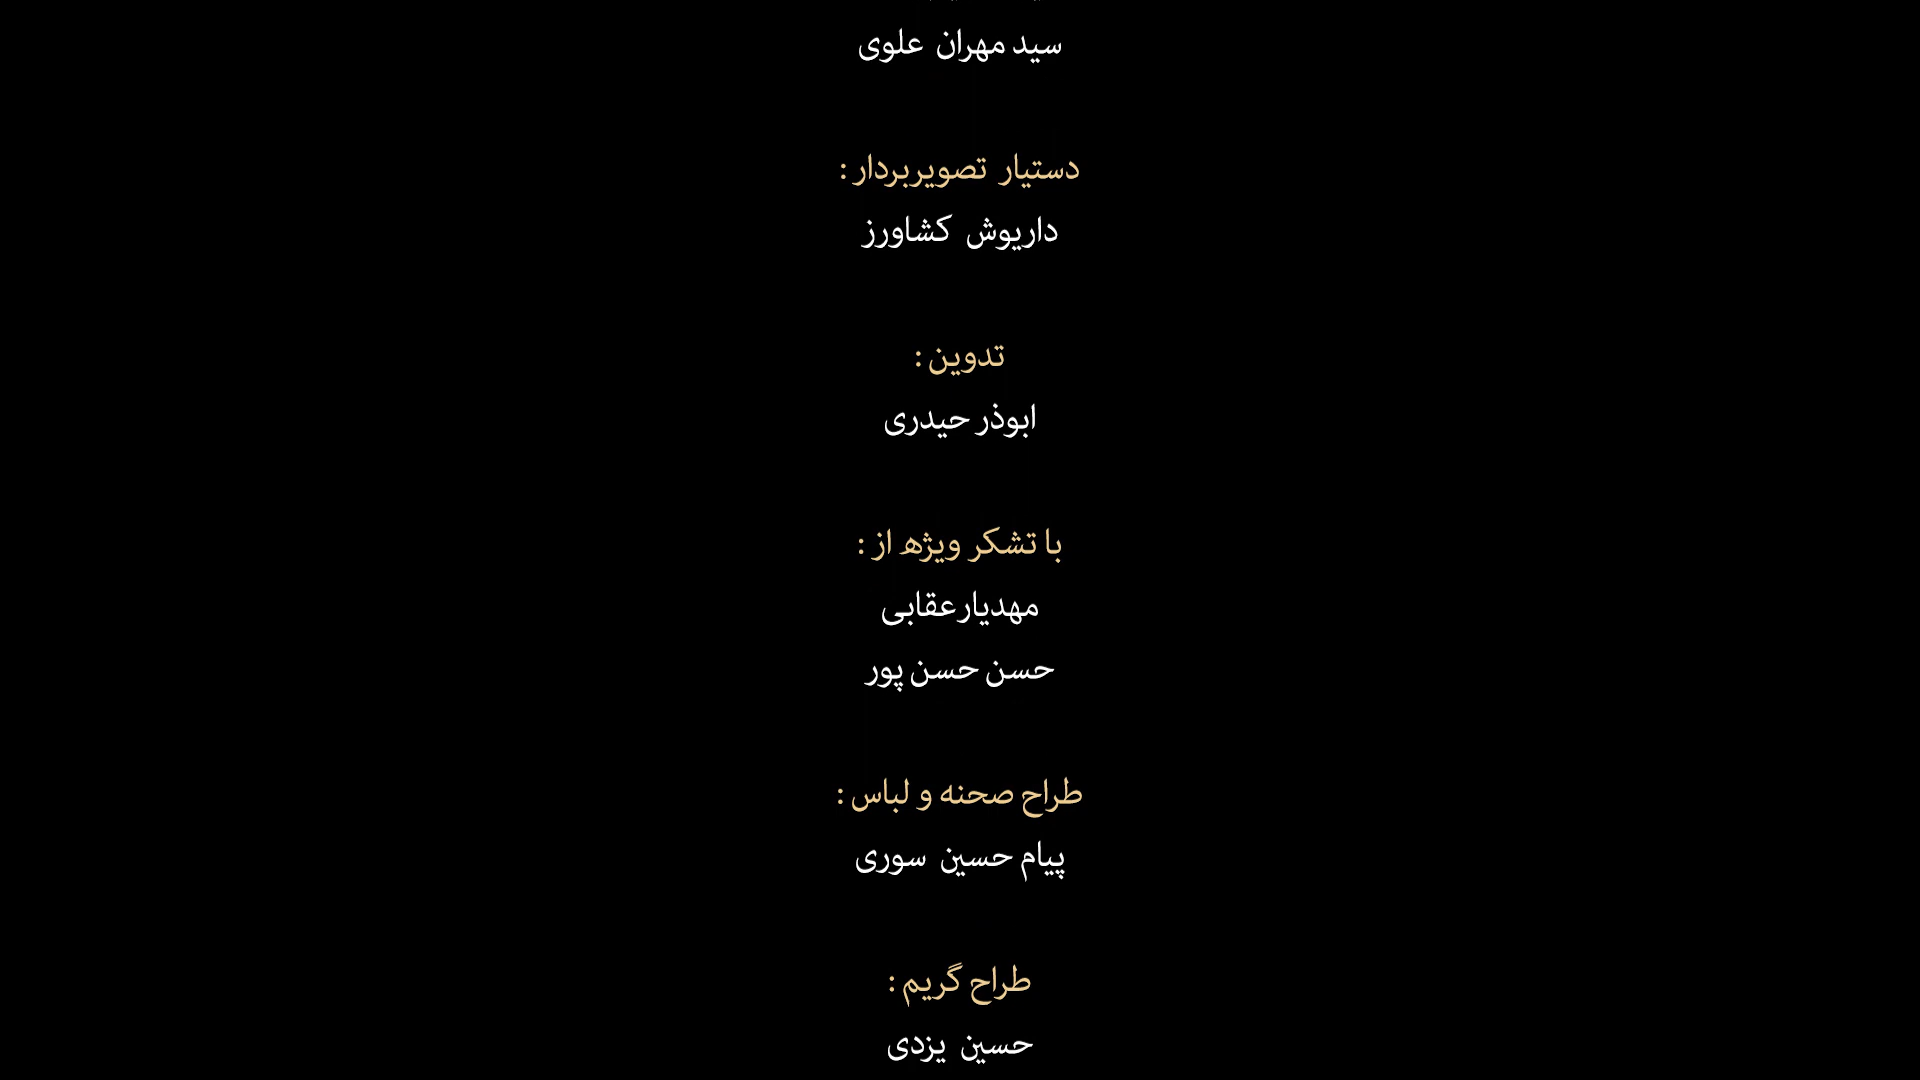 سید مهران علوی
دستیار تصویربردار :
داریوش کشاورز
تدوین :
ابوذر حیدری
با تشکر ویژه از :
مهدیارعقابی
حسن حسن پور
طراح صحنه و لباس :
پیام حسین سوری
طراح گریم :
حسین یزدی